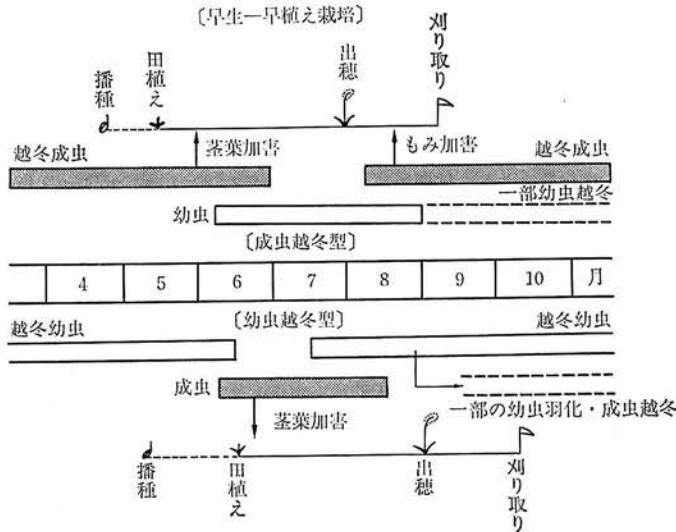 〔早生―早植え栽培〕
播種
田植え
出穂
刈り取り
越冬成虫
茎葉加害
もみ加害
越冬成虫
一部幼虫越冬
幼虫
〔成虫越冬型〕
4 5 6 7 8 9 10 月
〔幼虫越冬型〕
越冬幼虫
越冬幼虫
成虫
一部の幼虫羽化・成虫越冬
茎葉加害
播種
田植え
出穂
刈り取り